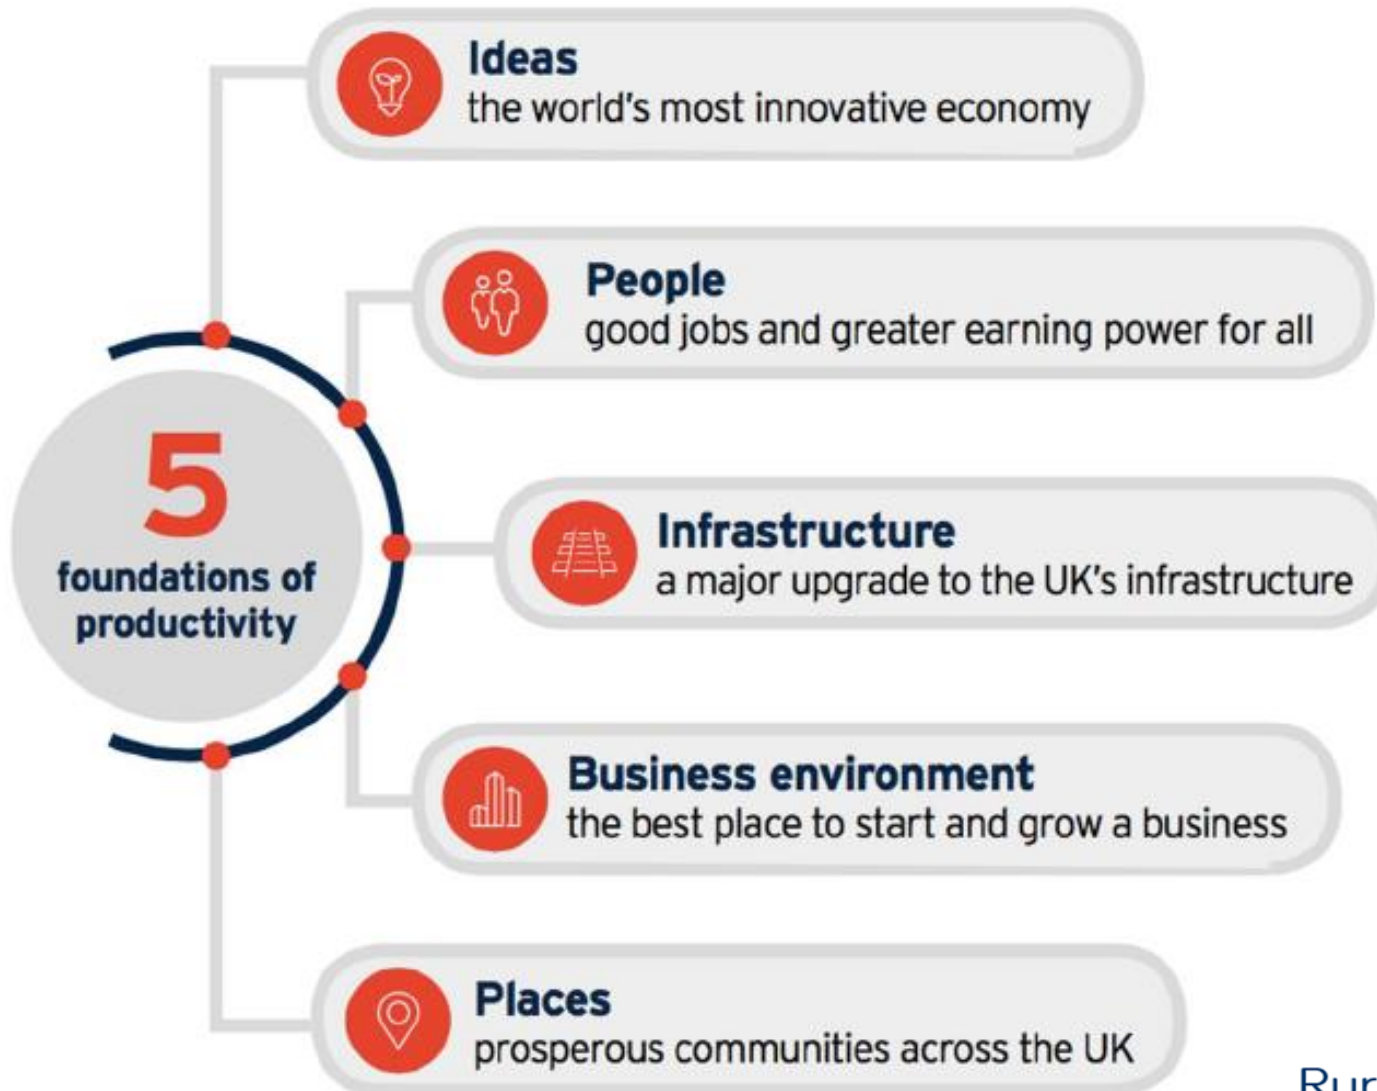 Ideas
the world's most innovative economy
People
good jobs and greater earning power for all
5
foundations of
productivity
Infrastructure
a major upgrade to the UK's infrastructure
Business environment
the best place to start and grow a business
Places
prosperous communities across the UK